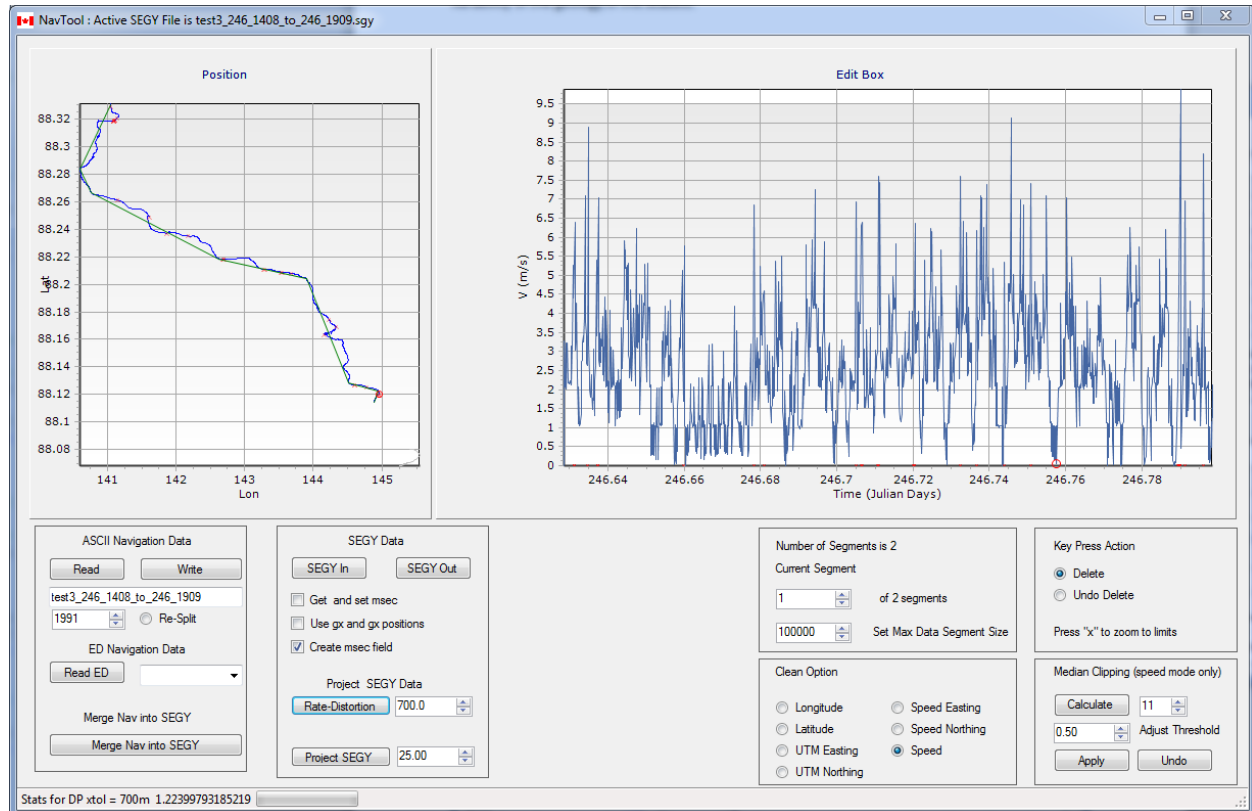 NavTool : Active SEGY File is test3_246_1408_to_246_1909.sgy
Position
88.32
88.3
88.28
88.26
88.24
88.22
88.2
88.18
88.16
88.14
88.12
88.1
88.08
Lat
141 142 143 144 145
Lon
Edit Box
9.5
9
8.5
8
7.5
7
6.5
6
5.5
5
4.5
4
3.5
3
2.5
2
1.5
1
0.5
0
V (m/s)
246.64 246.66 246.68 246.7 246.72 246.74 246.76 246.78
Time (Julian Days)
ASCII Navigation Data
Read Write
test3_246_1408_to_246_1909
1991 Re-Split
ED Navigation Data
Read ED
Merge Nav into SEGY
Merge Nav into SEGY
SEGY Data
SEGY In SEGY Out
Get and set msec
Use gx and gx positions
Create msec field
Project SEGY Data
Rate-Distortion 700.0
Project SEGY 25.00
Number of Segments is 2
Current Segment
1 of 2 segments
100000 Set Max Data Segment Size
Clean Option
Longitude Speed Easting
Latitude Speed Northing
UTM Easting Speed
UTM Northing
Key Press Action
Delete
Undo Delete
Press "x" to zoom to limits
Median Clipping (speed mode only)
Calculate 11
0.50 Adjust Threshold
Apply Undo
Stats for DP xtol = 700m 1.22399793185219